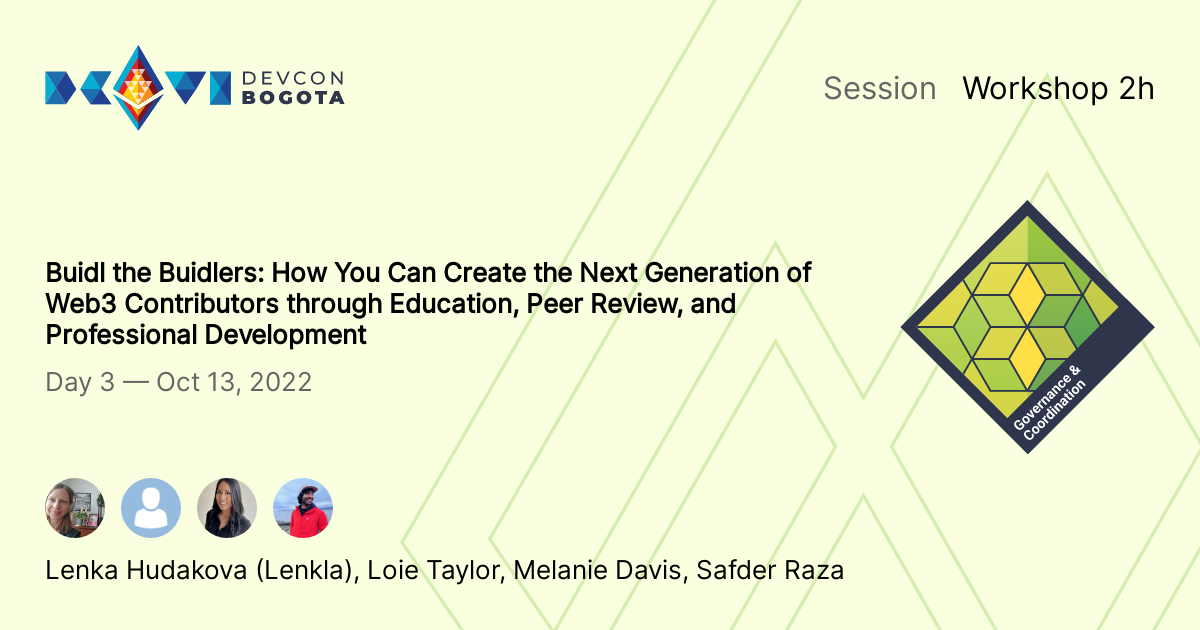 DEVCON
BOGOTA
Session Workshop 2h
Buidl the Buidlers: How You Can Create the Next Generation of
Web3 Contributors through Education, Peer Review, and
Professional Development
Day 3 — Oct 13, 2022
Governance &
Coordination
Lenka Hudakova (Lenkla), Loie Taylor, Melanie Davis, Safder Raza